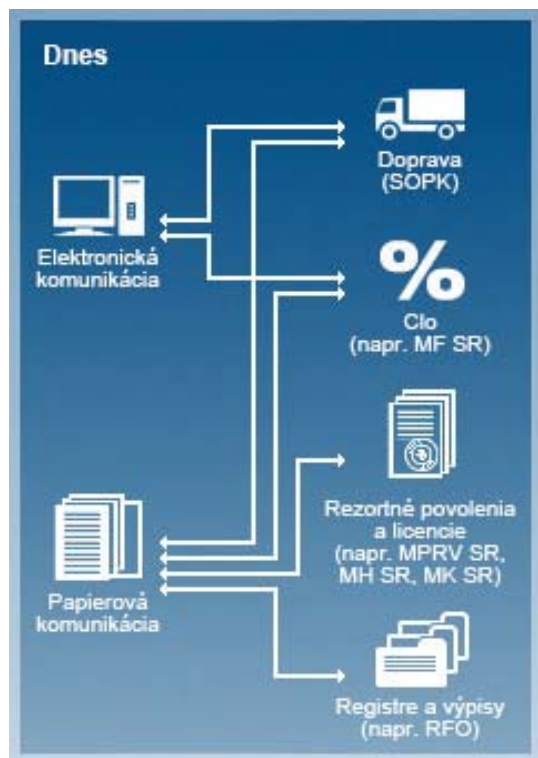 Dnes
Doprava
(SOPK)
Elektronická
komunikácia
%
Clo
(napr. MF SR)
Rezortné povolenia
a licencie
(napr. MPRV SR,
MH SR, MK SR)
Papierová
komunikácia
Registre a výpisy
(napr. RFO)